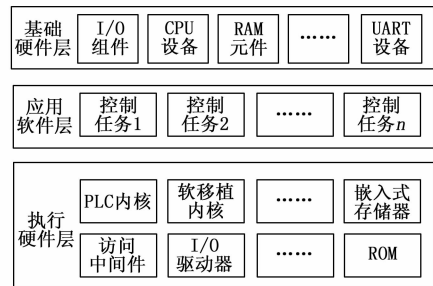 基础
硬件层
I/O
组件
CPU
设备
RAM
元件
……
UART
设备
应用
软件层
控制
任务1
控制
任务2
……
控制
任务n
执行
硬件层
PLC内核
软移植
内核
……
嵌入式
存储器
访问
中间件
I/O
驱动器
……
ROM